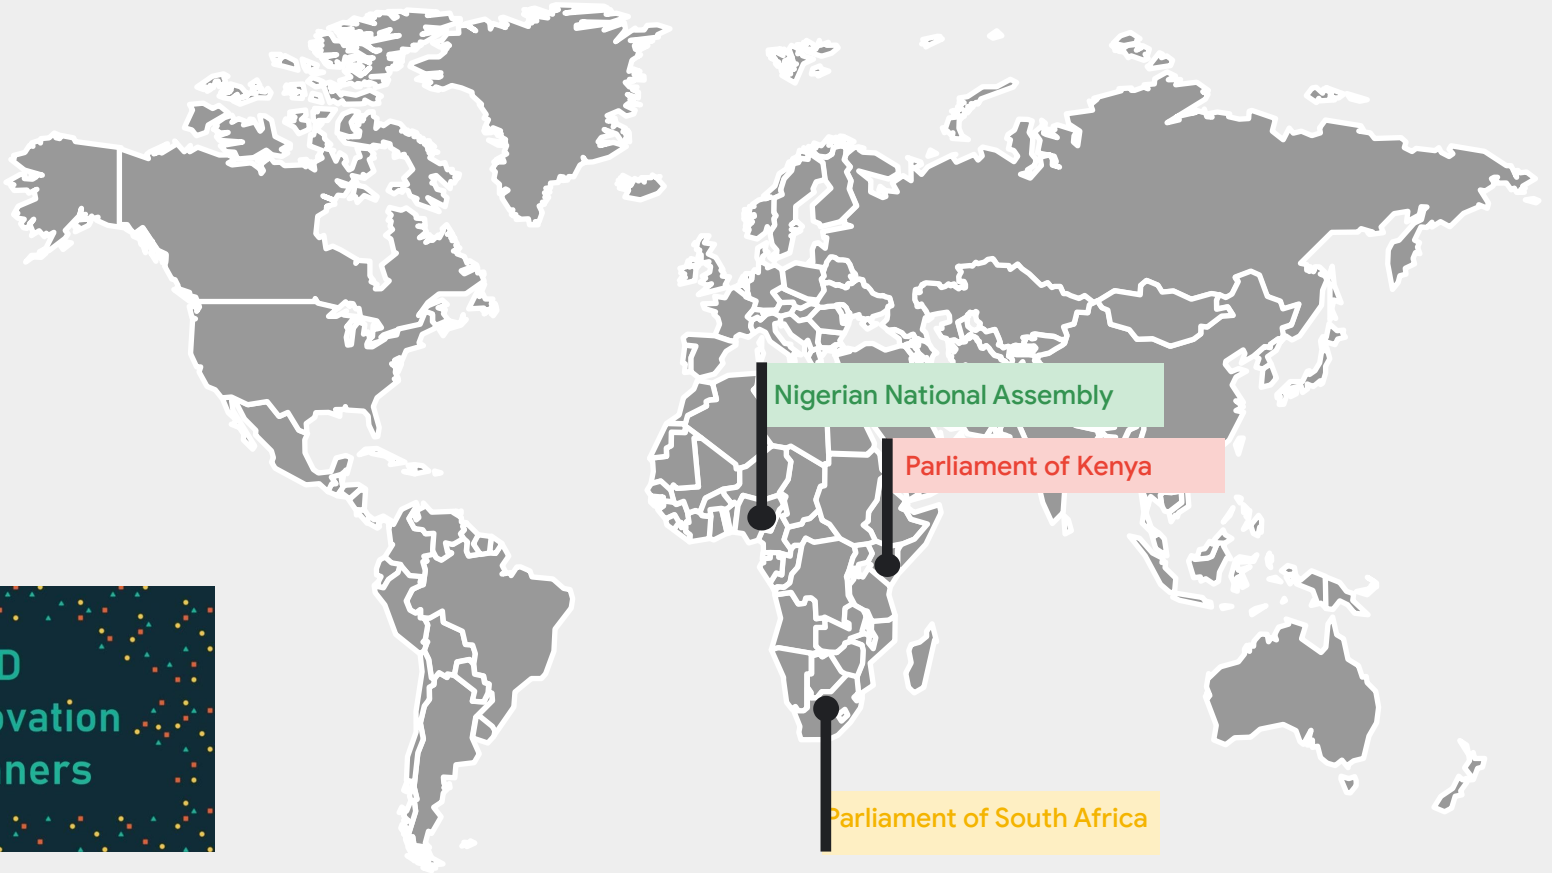 Nigerian National Assembly
Parliament of Kenya
D
ovation
ners
Parliament of South Africa